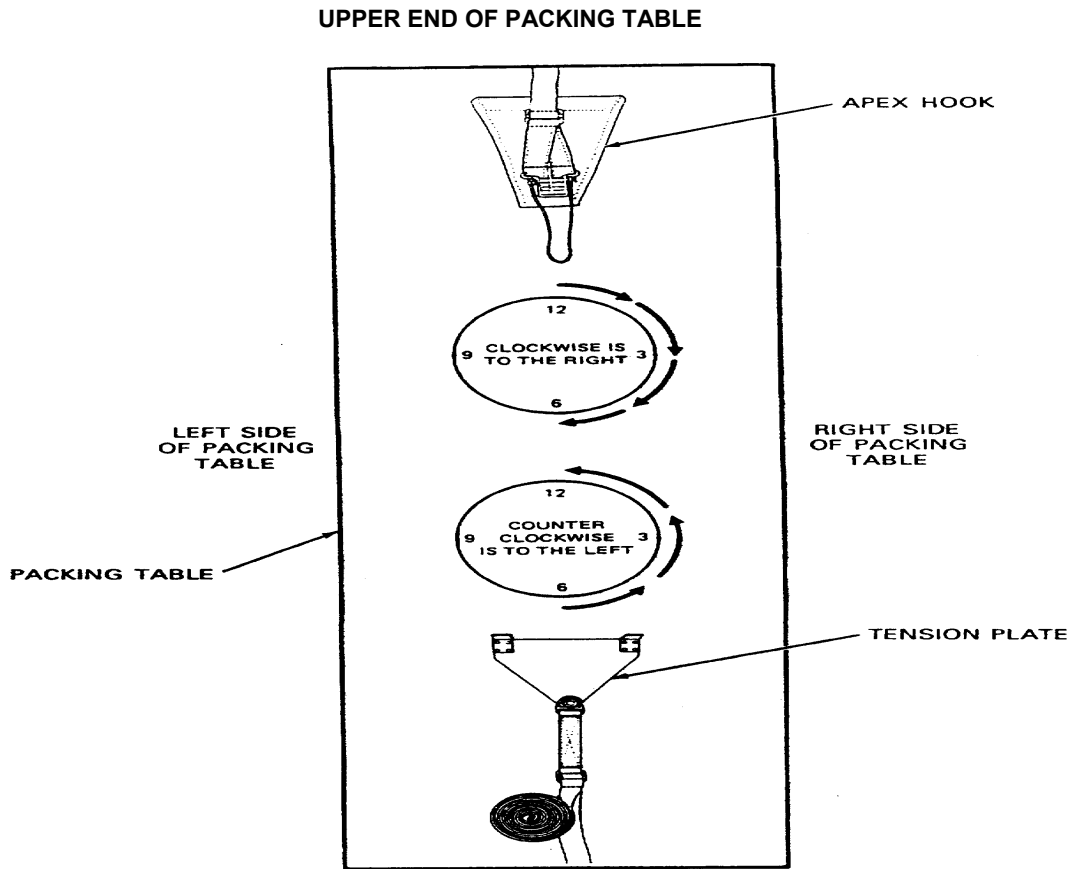 UPPER END OF PACKING TABLE
APEX HOOK
12
9
CLOCKWISE IS
TO THE RIGHT
3
6
LEFT SIDE
OF PACKING
TABLE
RIGHT SIDE
OF PACKING
TABLE
12
9
COUNTER
CLOCKWISE
IS TO THE LEFT
3
6
PACKING TABLE
TENSION PLATE